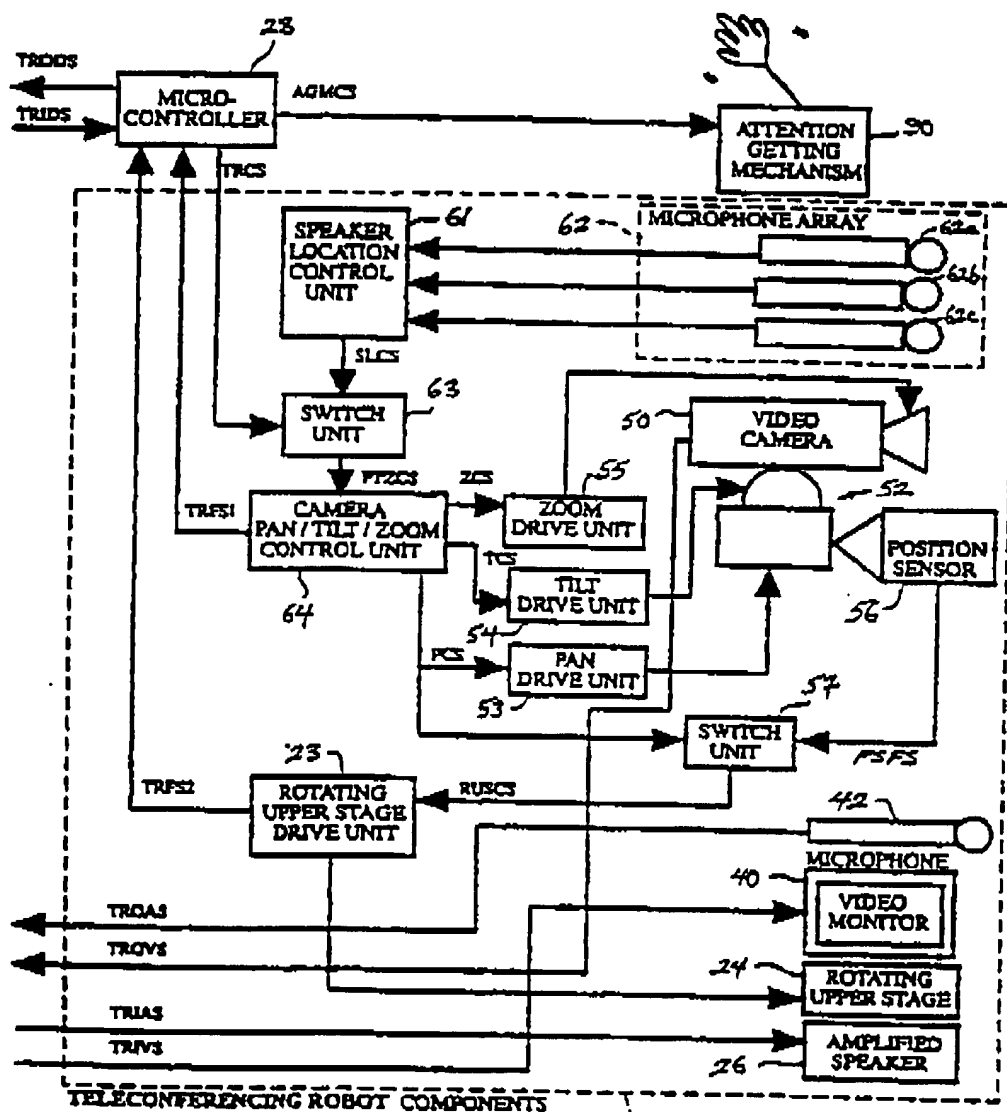 28
TRODS
TRIDS
MICRO-
CONTROLLER
AGMCS
ATTENTION
GETTING
MECHANISM
90
TRCS
61
SPEAKER
LOCATION
CONTROL
UNIT
62
MICROPHONE ARRAY
62a
62b
62c
SLCS
63
SWITCH
UNIT
50
VIDEO
CAMERA
PTZCS
ZCS
55
ZOOM
DRIVE UNIT
52
TRFS1
CAMERA
PAN / TILT / ZOOM
CONTROL UNIT
64
TCS
TILT
DRIVE UNIT
54
POSITION
SENSOR
56
PCS
PAN
DRIVE UNIT
53
57
SWITCH
UNIT
PSFS
23
TRFS2
ROTATING
UPPER STAGE
DRIVE UNIT
RUSCS
42
MICROPHONE
40
VIDEO
MONITOR
TROAS
TROVS
24
ROTATING
UPPER STAGE
TRIAS
TRIVS
AMPLIFIED
SPEAKER
26
TELECONFERENCING ROBOT COMPONENTS